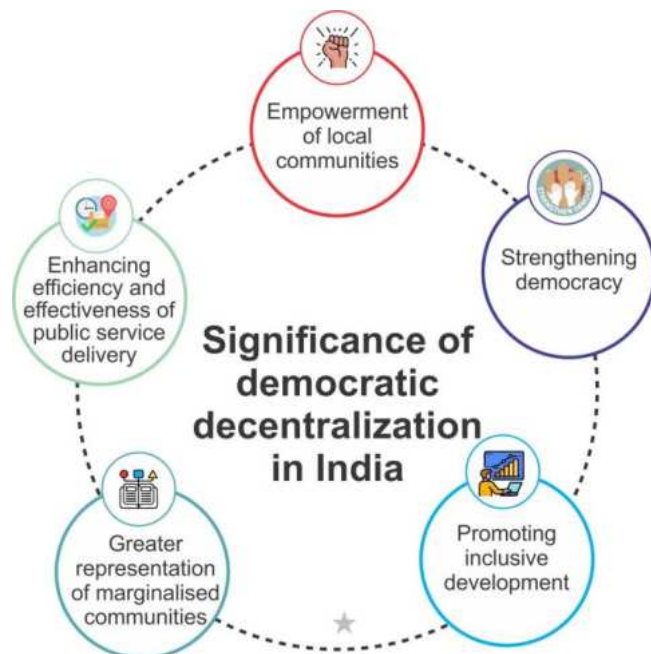 Empowerment
of local
communities
Strengthening
democracy
Promoting
inclusive
development
Greater
representation
of marginalised
communities
Enhancing
efficiency and
effectiveness of
public service
delivery
Significance of
democratic
decentralization
in India